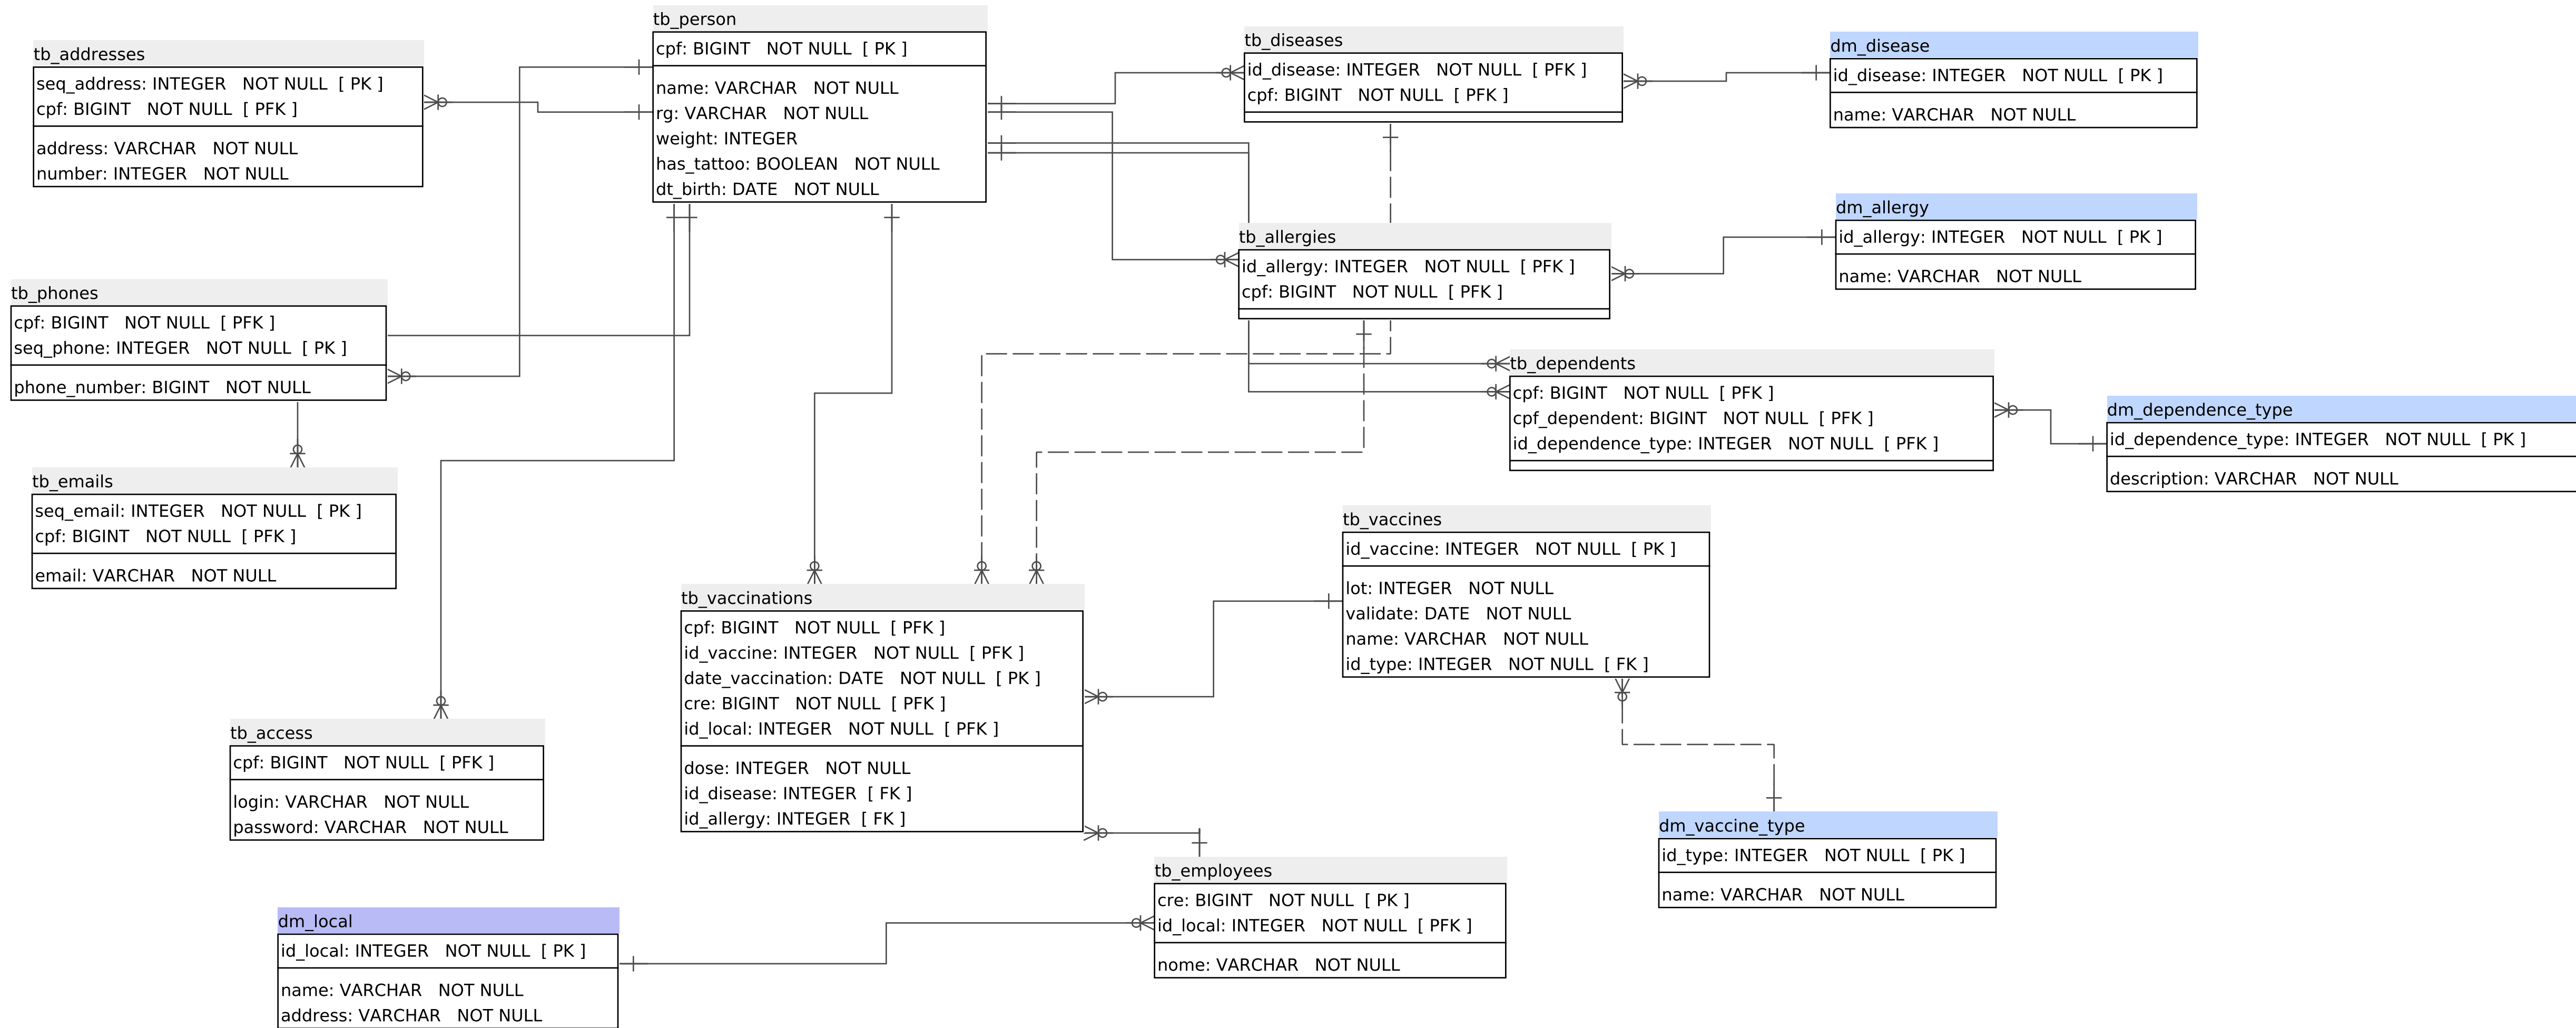 tb_person
cpf: BIGINT NOT NULL [ PK ]
name: VARCHAR NOT NULL
rg: VARCHAR NOT NULL
weight: INTEGER
has_tattoo: BOOLEAN NOT NULL
dt_birth: DATE NOT NULL
tb_addresses
seq_address: INTEGER NOT NULL [ PK ]
cpf: BIGINT NOT NULL [ PFK ]
address: VARCHAR NOT NULL
number: INTEGER NOT NULL
tb_diseases
id_disease: INTEGER NOT NULL [ PFK ]
cpf: BIGINT NOT NULL [ PFK ]
dm_disease
id_disease: INTEGER NOT NULL [ PK ]
name: VARCHAR NOT NULL
dm_allergy
id_allergy: INTEGER NOT NULL [ PK ]
name: VARCHAR NOT NULL
tb_allergies
id_allergy: INTEGER NOT NULL [ PFK ]
cpf: BIGINT NOT NULL [ PFK ]
tb_phones
cpf: BIGINT NOT NULL [ PFK ]
seq_phone: INTEGER NOT NULL [ PK ]
phone_number: BIGINT NOT NULL
tb_dependents
cpf: BIGINT NOT NULL [ PFK ]
cpf_dependent: BIGINT NOT NULL [ PFK ]
id_dependence_type: INTEGER NOT NULL [ PFK ]
dm_dependence_type
id_dependence_type: INTEGER NOT NULL [ PK ]
description: VARCHAR NOT NULL
tb_emails
seq_email: INTEGER NOT NULL [ PK ]
cpf: BIGINT NOT NULL [ PFK ]
email: VARCHAR NOT NULL
tb_vaccines
id_vaccine: INTEGER NOT NULL [ PK ]
lot: INTEGER NOT NULL
validate: DATE NOT NULL
name: VARCHAR NOT NULL
id_type: INTEGER NOT NULL [ FK ]
tb_vaccinations
cpf: BIGINT NOT NULL [ PFK ]
id_vaccine: INTEGER NOT NULL [ PFK ]
date_vaccination: DATE NOT NULL [ PK ]
cre: BIGINT NOT NULL [ PFK ]
id_local: INTEGER NOT NULL [ PFK ]
dose: INTEGER NOT NULL
id_disease: INTEGER [ FK ]
id_allergy: INTEGER [ FK ]
tb_access
cpf: BIGINT NOT NULL [ PFK ]
login: VARCHAR NOT NULL
password: VARCHAR NOT NULL
dm_vaccine_type
id_type: INTEGER NOT NULL [ PK ]
name: VARCHAR NOT NULL
tb_employees
cre: BIGINT NOT NULL [ PK ]
id_local: INTEGER NOT NULL [ PFK ]
nome: VARCHAR NOT NULL
dm_local
id_local: INTEGER NOT NULL [ PK ]
name: VARCHAR NOT NULL
address: VARCHAR NOT NULL